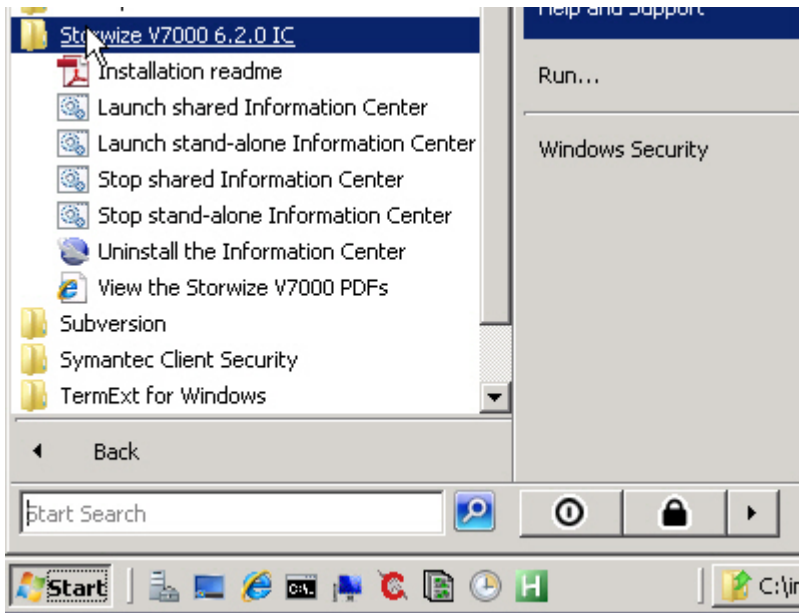 Help and Support
Storwize V7000 6.2.0 IC
Installation readme
Run...
Launch shared Information Center
Launch stand-alone Information Center
Windows Security
Stop shared Information Center
Stop stand-alone Information Center
Uninstall the Information Center
View the Storwize V7000 PDFs
Subversion
Symantec Client Security
TermExt for Windows
Back
Start Search
Start
C:\